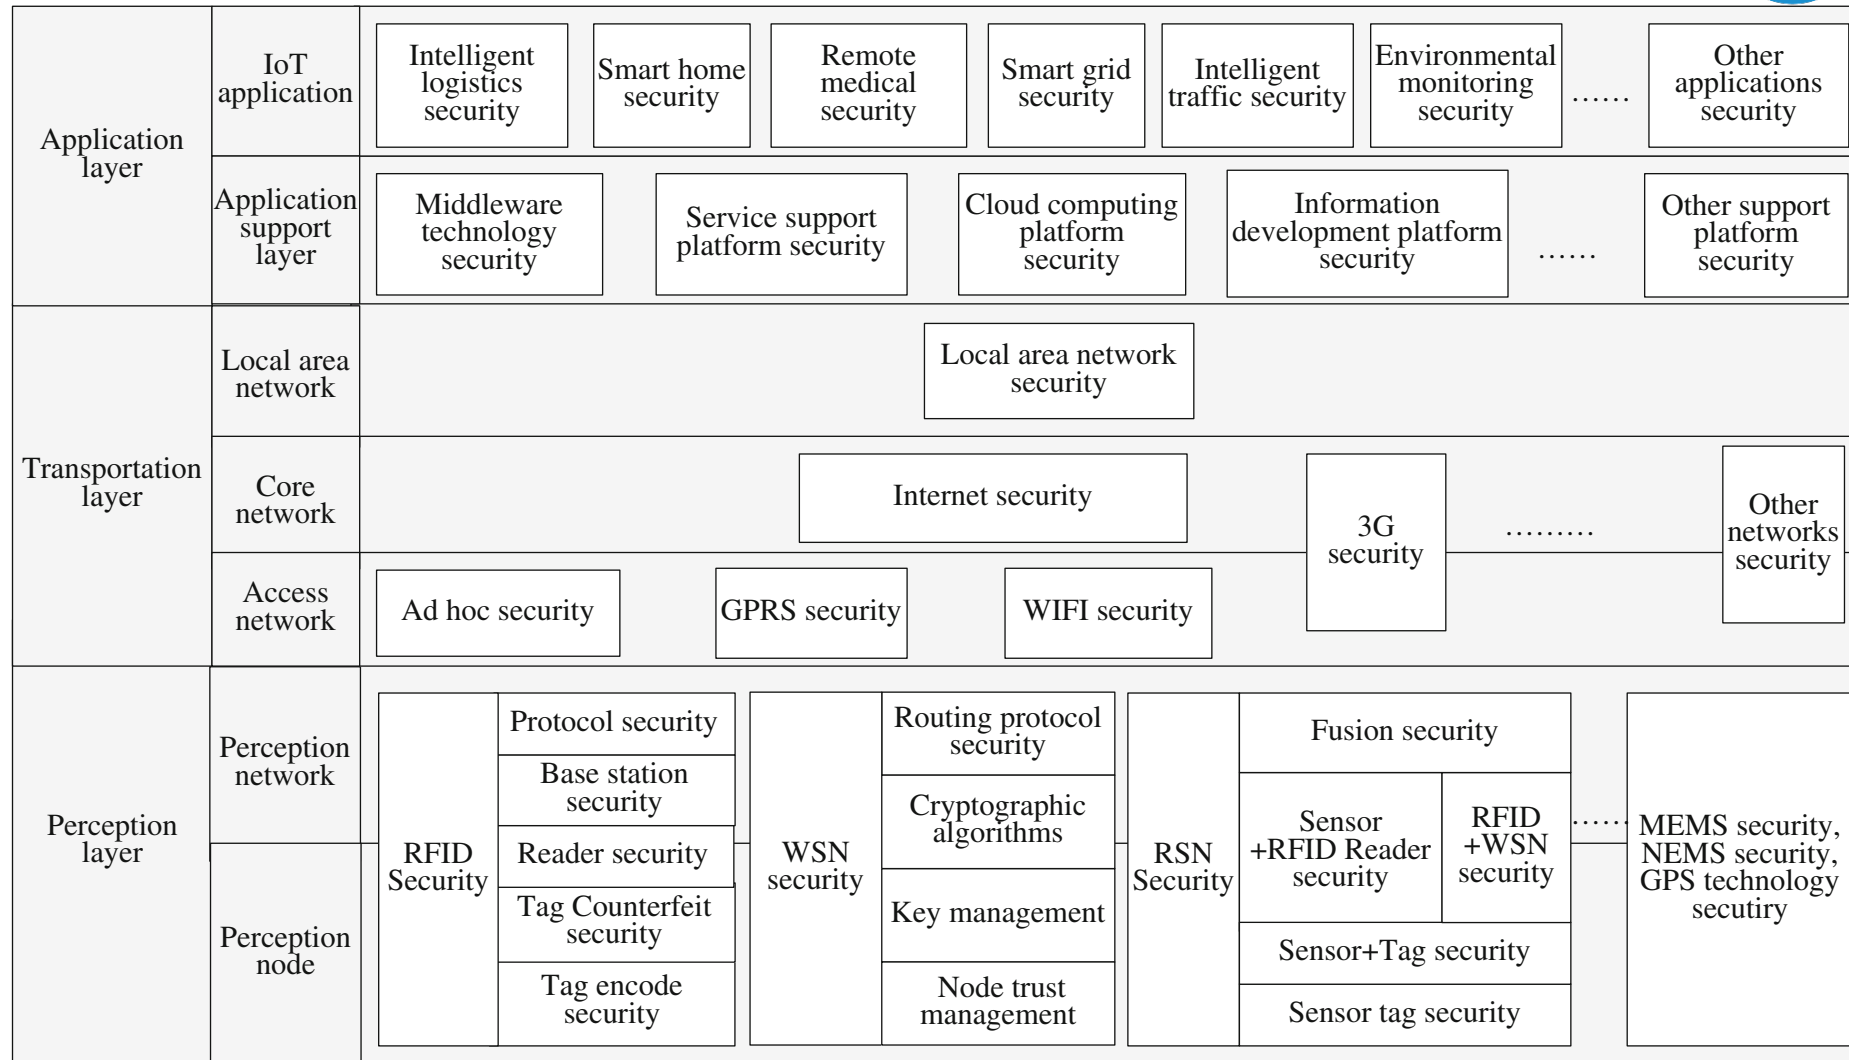 Application
layer
IoT
application
Intelligent
logistics
security
Smart home
security
Remote
medical
security
Smart grid
security
Intelligent
traffic security
Environmental
monitoring
security
......
Other
applications
security
Application
support
layer
Middleware
technology
security
Service support
platform security
Cloud computing
platform
security
Information
development platform
security
......
Other support
platform
security
Transportation
layer
Local area
network
Local area network
security
Core
network
Internet security
3G
security
.........
Other
networks
security
Access
network
Ad hoc security
GPRS security
WIFI security
Perception
layer
Perception
network
Perception
node
RFID
Security
Protocol security
Base station
security
Reader security
Tag Counterfeit
security
Tag encode
security
WSN
security
Routing protocol
security
Cryptographic
algorithms
Key management
Node trust
management
RSN
Security
Fusion security
Sensor
+RFID Reader
security
RFID
+WSN
security
Sensor+Tag security
Sensor tag security
......
MEMS security,
NEMS security,
GPS technology
secutiry